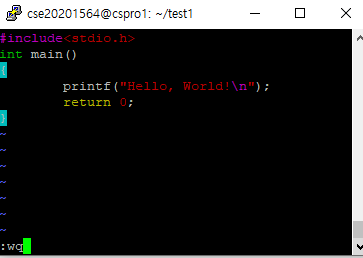 cse20201564@cspro1: ~/test1
#include<stdio.h>
int main()
{
        printf("Hello, World!\n");
        return 0;
}
~
~
~
~
~
~
~
:wq